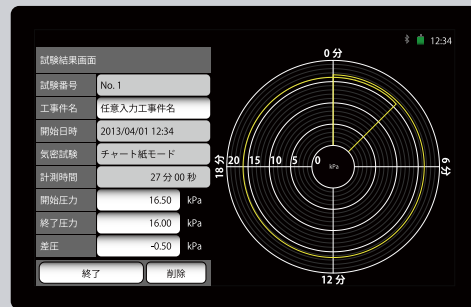 12:34
試験結果画面
試験番号 No. 1
工事件名 任意入力工事件名
開始日時 2013/04/01 12:34
気密試験 チャート紙モード
計測時間 27 分 00 秒
開始圧力 16.50 kPa
終了圧力 16.00 kPa
差圧 -0.50 kPa
終了 削除
0 分
18 分 20 15 10 5 0 kPa
6 分
12 分